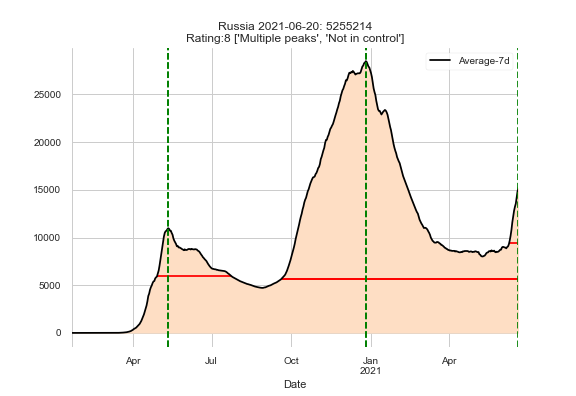 Russia 2021-06-20: 5255214
Rating:8 ['Multiple peaks', 'Not in control']
Average-7d
25000
20000
15000
10000
5000
0
Apr
Jul
Oct
Jan
2021
Apr
Date